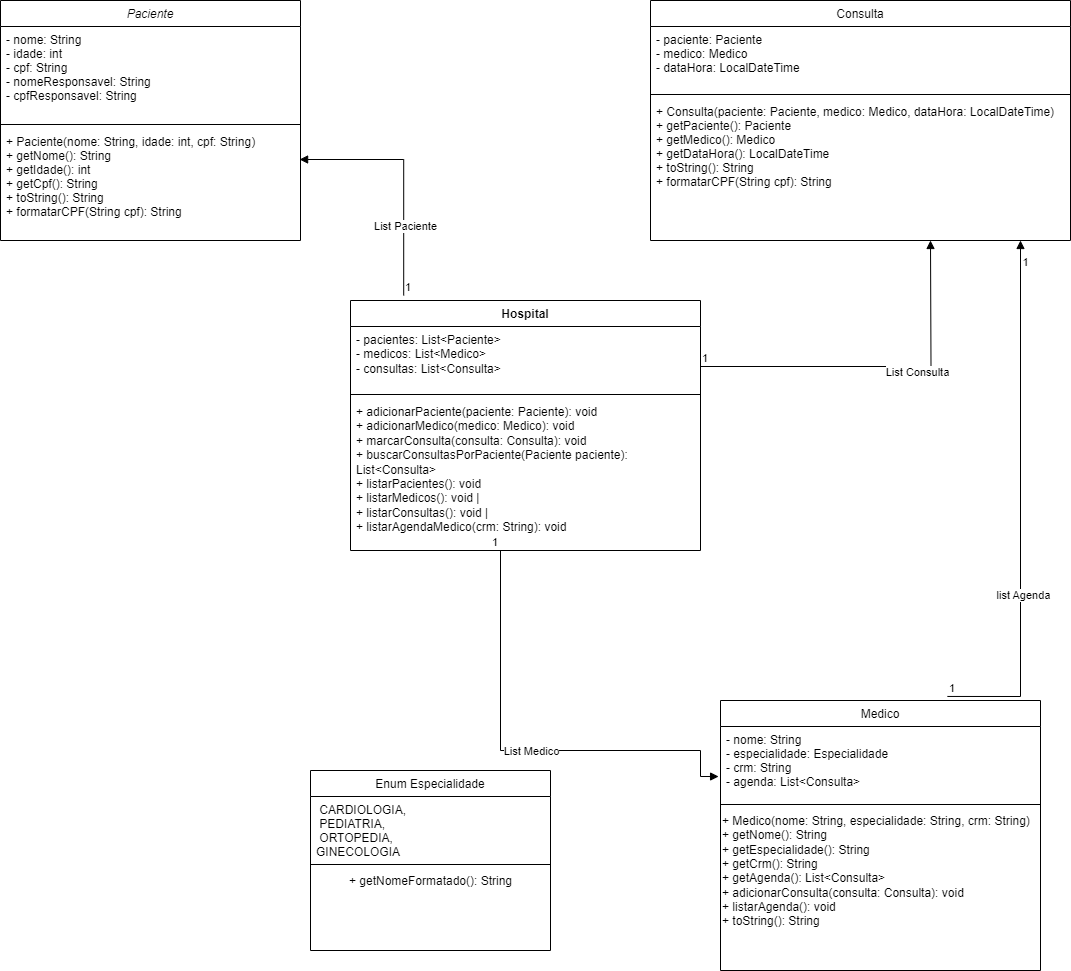 Paciente
- nome: String
- idade: int
- cpf: String
- nomeResponsavel: String
- cpfResponsavel: String
+ Paciente(nome: String, idade: int, cpf: String)
+ getNome(): String
+ getIdade(): int
+ getCpf(): String
+ toString(): String
+ formatarCPF(String cpf): String
Consulta
- paciente: Paciente
- medico: Medico
- dataHora: LocalDateTime
+ Consulta(paciente: Paciente, medico: Medico, dataHora: LocalDateTime)
+ getPaciente(): Paciente
+ getMedico(): Medico
+ getDataHora(): LocalDateTime
+ toString(): String
+ formatarCPF(String cpf): String
List Paciente
1
1
Hospital
- pacientes: List<Paciente>
- medicos: List<Medico>
- consultas: List<Consulta>
+ adicionarPaciente(paciente: Paciente): void
+ adicionarMedico(medico: Medico): void
+ marcarConsulta(consulta: Consulta): void
+ buscarConsultasPorPaciente(Paciente paciente):
List<Consulta>
+ listarPacientes(): void
+ listarMedicos(): void |
+ listarConsultas(): void |
+ listarAgendaMedico(crm: String): void
1
1
List Consulta
list Agenda
1
List Medico
Medico
- nome: String
- especialidade: Especialidade
- crm: String
- agenda: List<Consulta>
+ Medico(nome: String, especialidade: String, crm: String)
+ getNome(): String
+ getEspecialidade(): String
+ getCrm(): String
+ getAgenda(): List<Consulta>
+ adicionarConsulta(consulta: Consulta): void
+ listarAgenda(): void
+ toString(): String
Enum Especialidade
CARDIOLOGIA,
PEDIATRIA,
ORTOPEDIA,
GINECOLOGIA
+ getNomeFormatado(): String